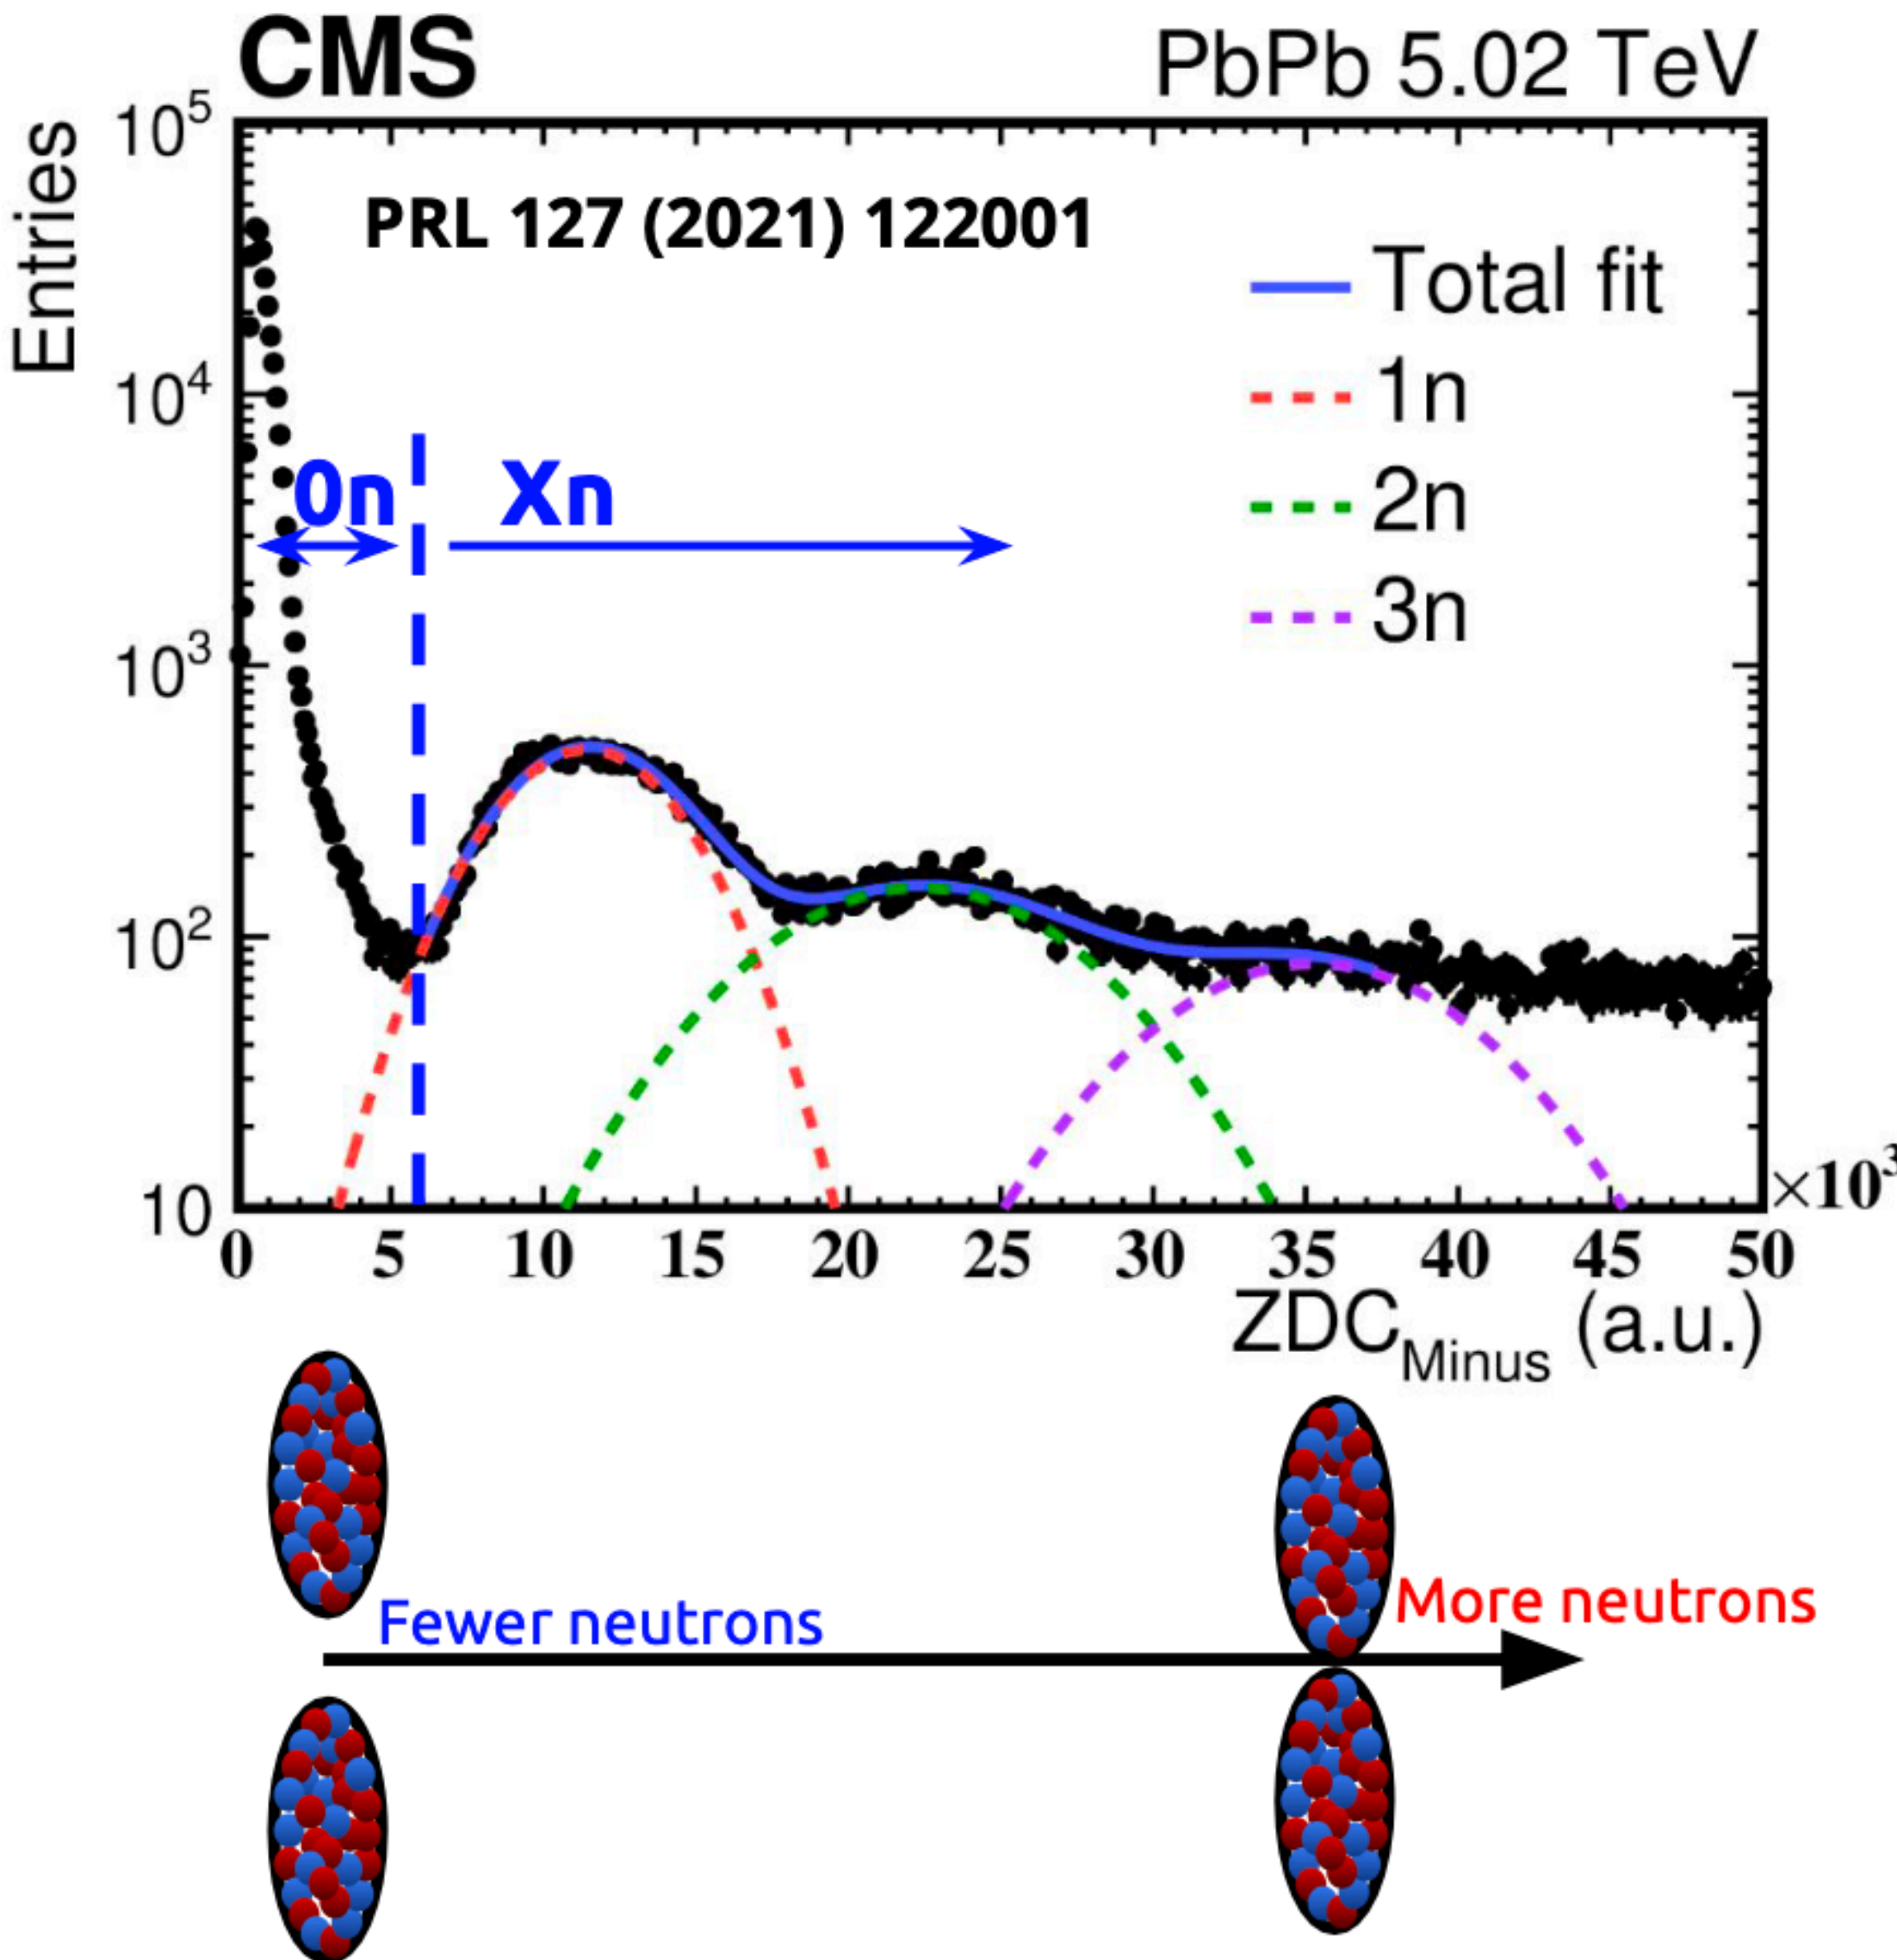 CMS PbPb 5.02 TeV
Entries
10⁵
PRL 127 (2021) 122001
Total fit
10⁴
1n
0n Xn
2n
3n
10³
10²
10
×10³
0 5 10 15 20 25 30 35 40 45 50
ZDC_Minus (a.u.)
Fewer neutrons
More neutrons